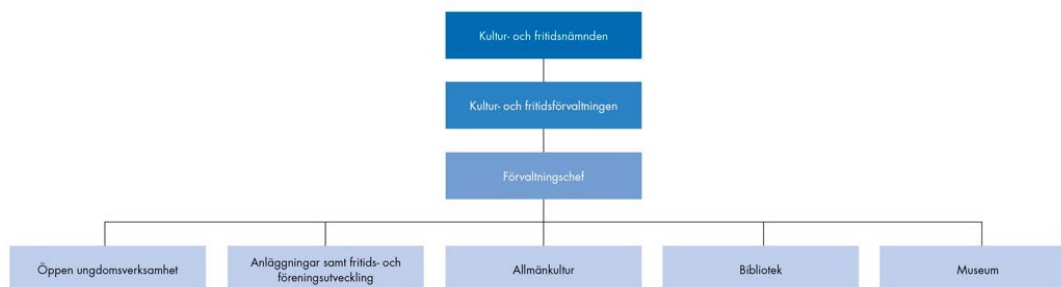 Kultur- och fritidsnämnden
Kultur- och fritidsförvaltningen
Förvaltningschef
Öppen ungdomsverksamhet
Anläggningar samt fritids- och
föreningsutveckling
Allmänkultur
Bibliotek
Museum